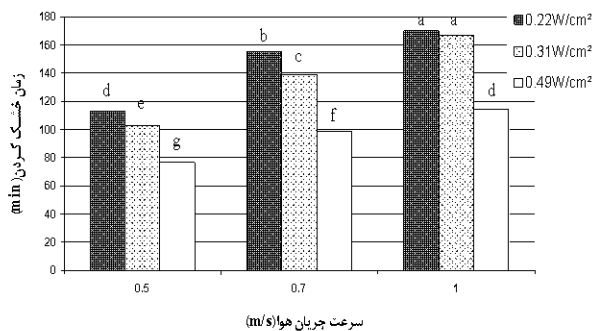 180
160
140
120
100
80
60
40
20
0
زمان خشک کردن(min)
d
e
g
b
c
f
a
a
d
0.22W/cm²
0.31W/cm²
0.49W/cm²
0.5
0.7
1
سرعت جریان هوا(m/s)